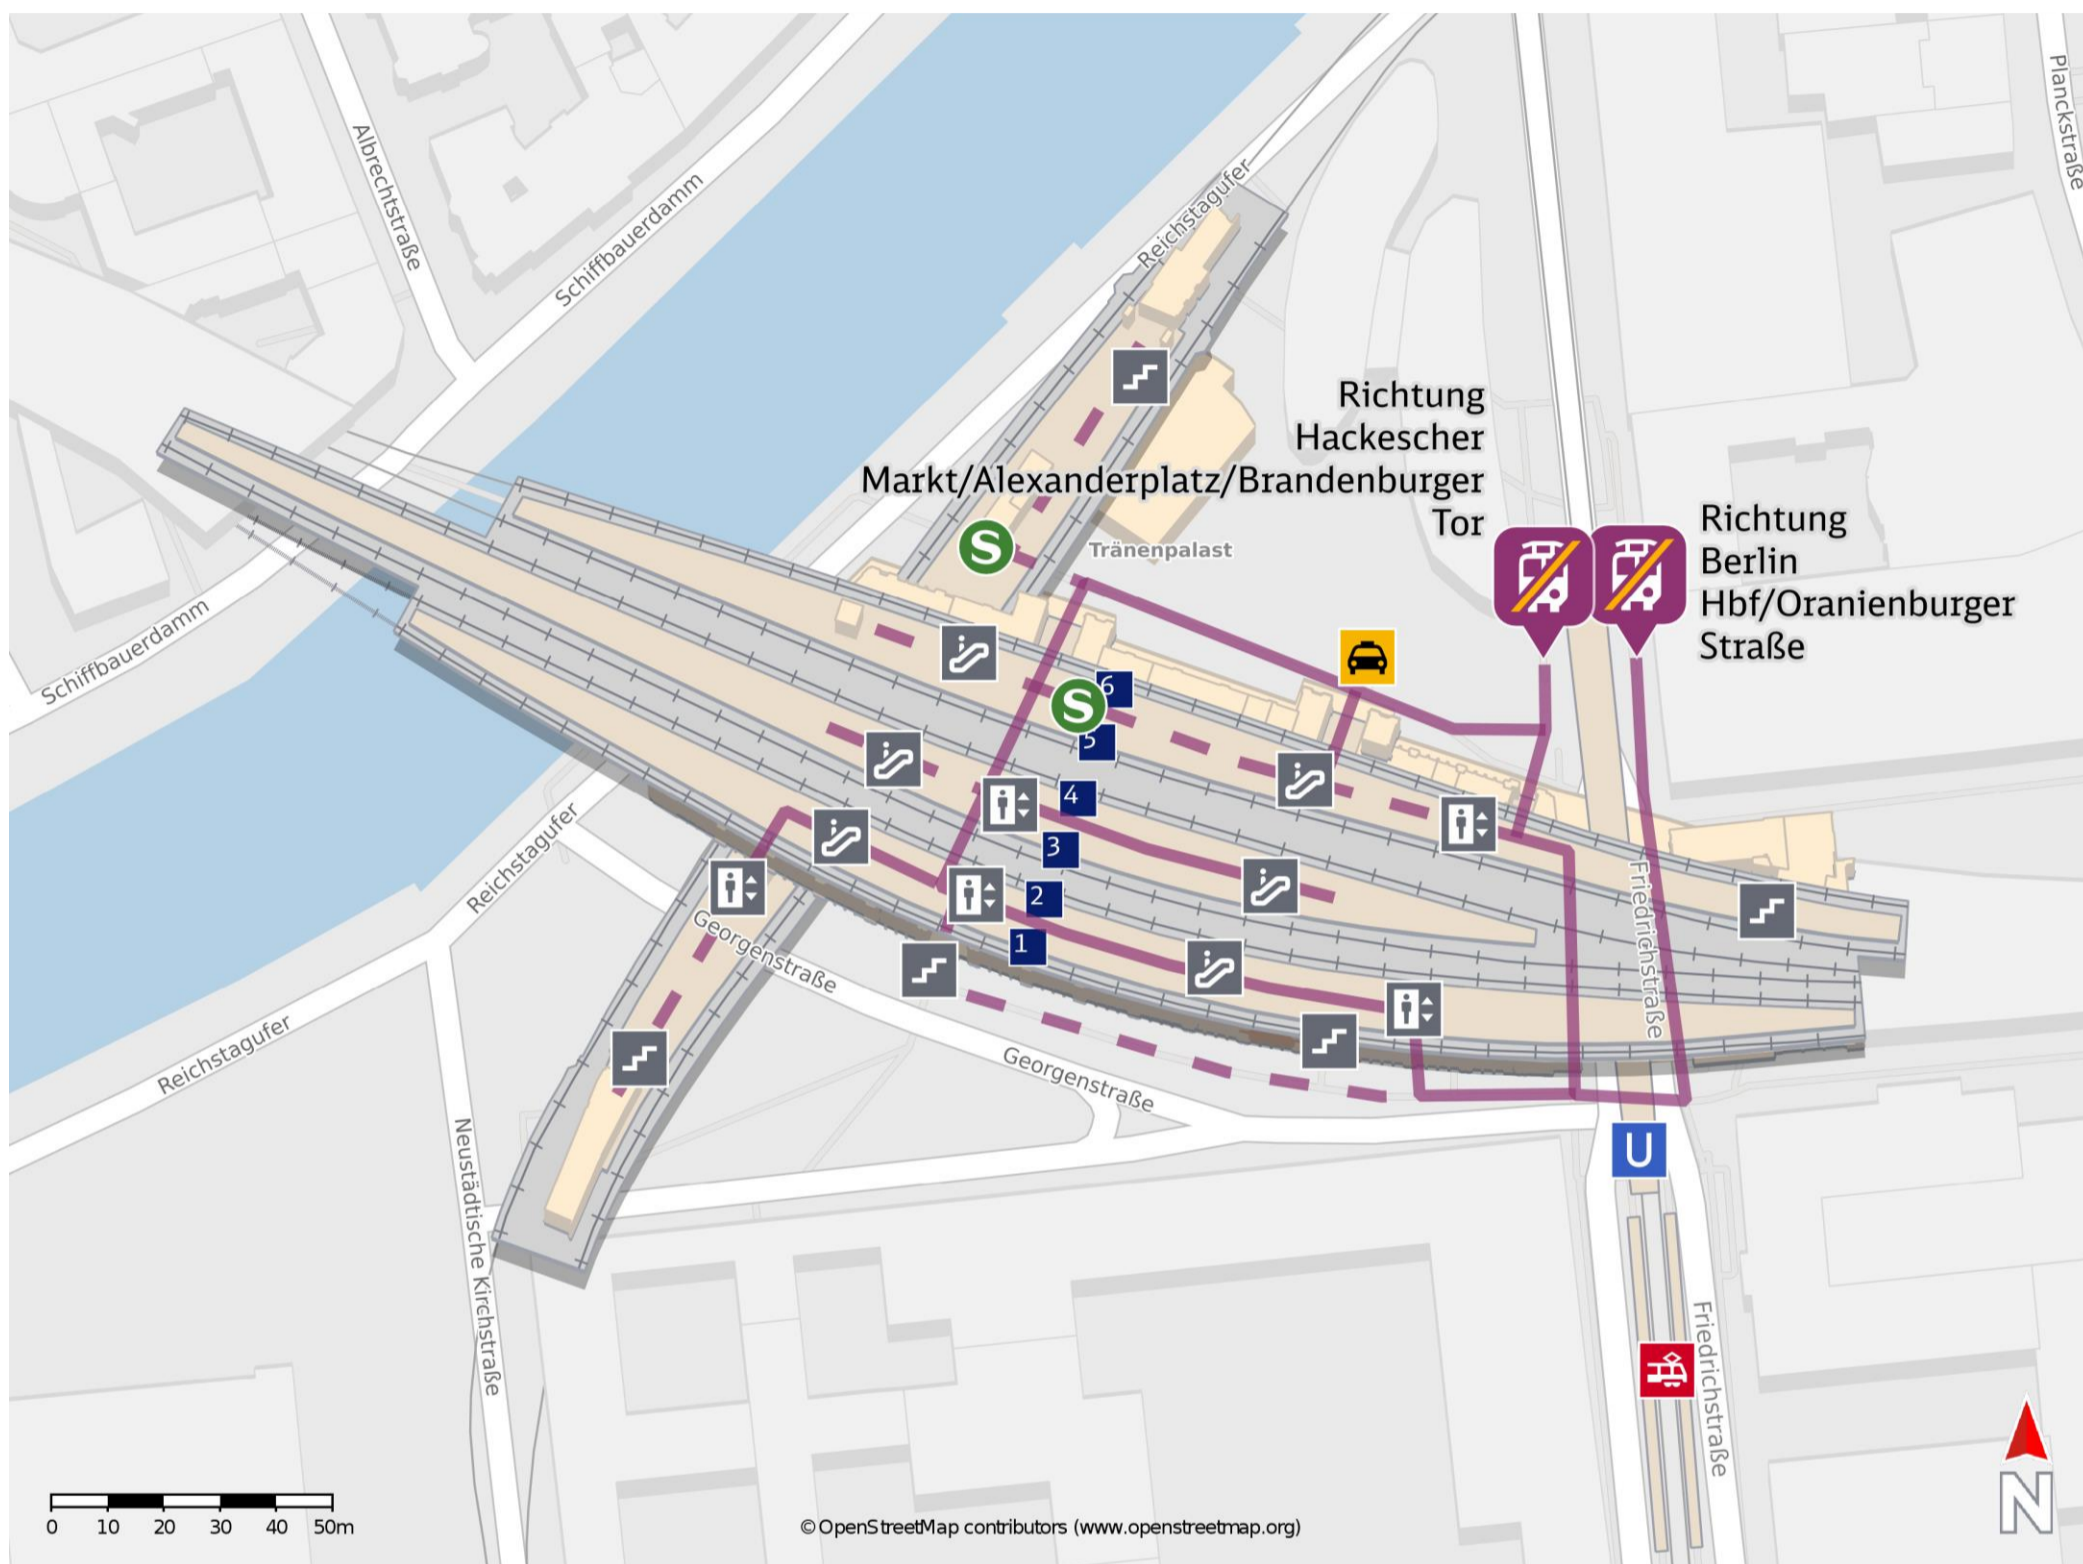 Planckstraße
Albrechtstraße
Schiffbauerdamm
Reichstagufer
Richtung
Hackescher
Markt/Alexanderplatz/Brandenburger
Tor
Richtung
Berlin
Hbf/Oranienburger
Straße
S
Tränenpalast
Schiffbauerdamm
6
S
5
4
3
2
1
Reichstagufer
Friedrichstraße
Georgenstraße
Reichstagufer
Georgenstraße
U
Neustädtische Kirchstraße
Friedrichstraße
N
0 10 20 30 40 50m
© OpenStreetMap contributors (www.openstreetmap.org)